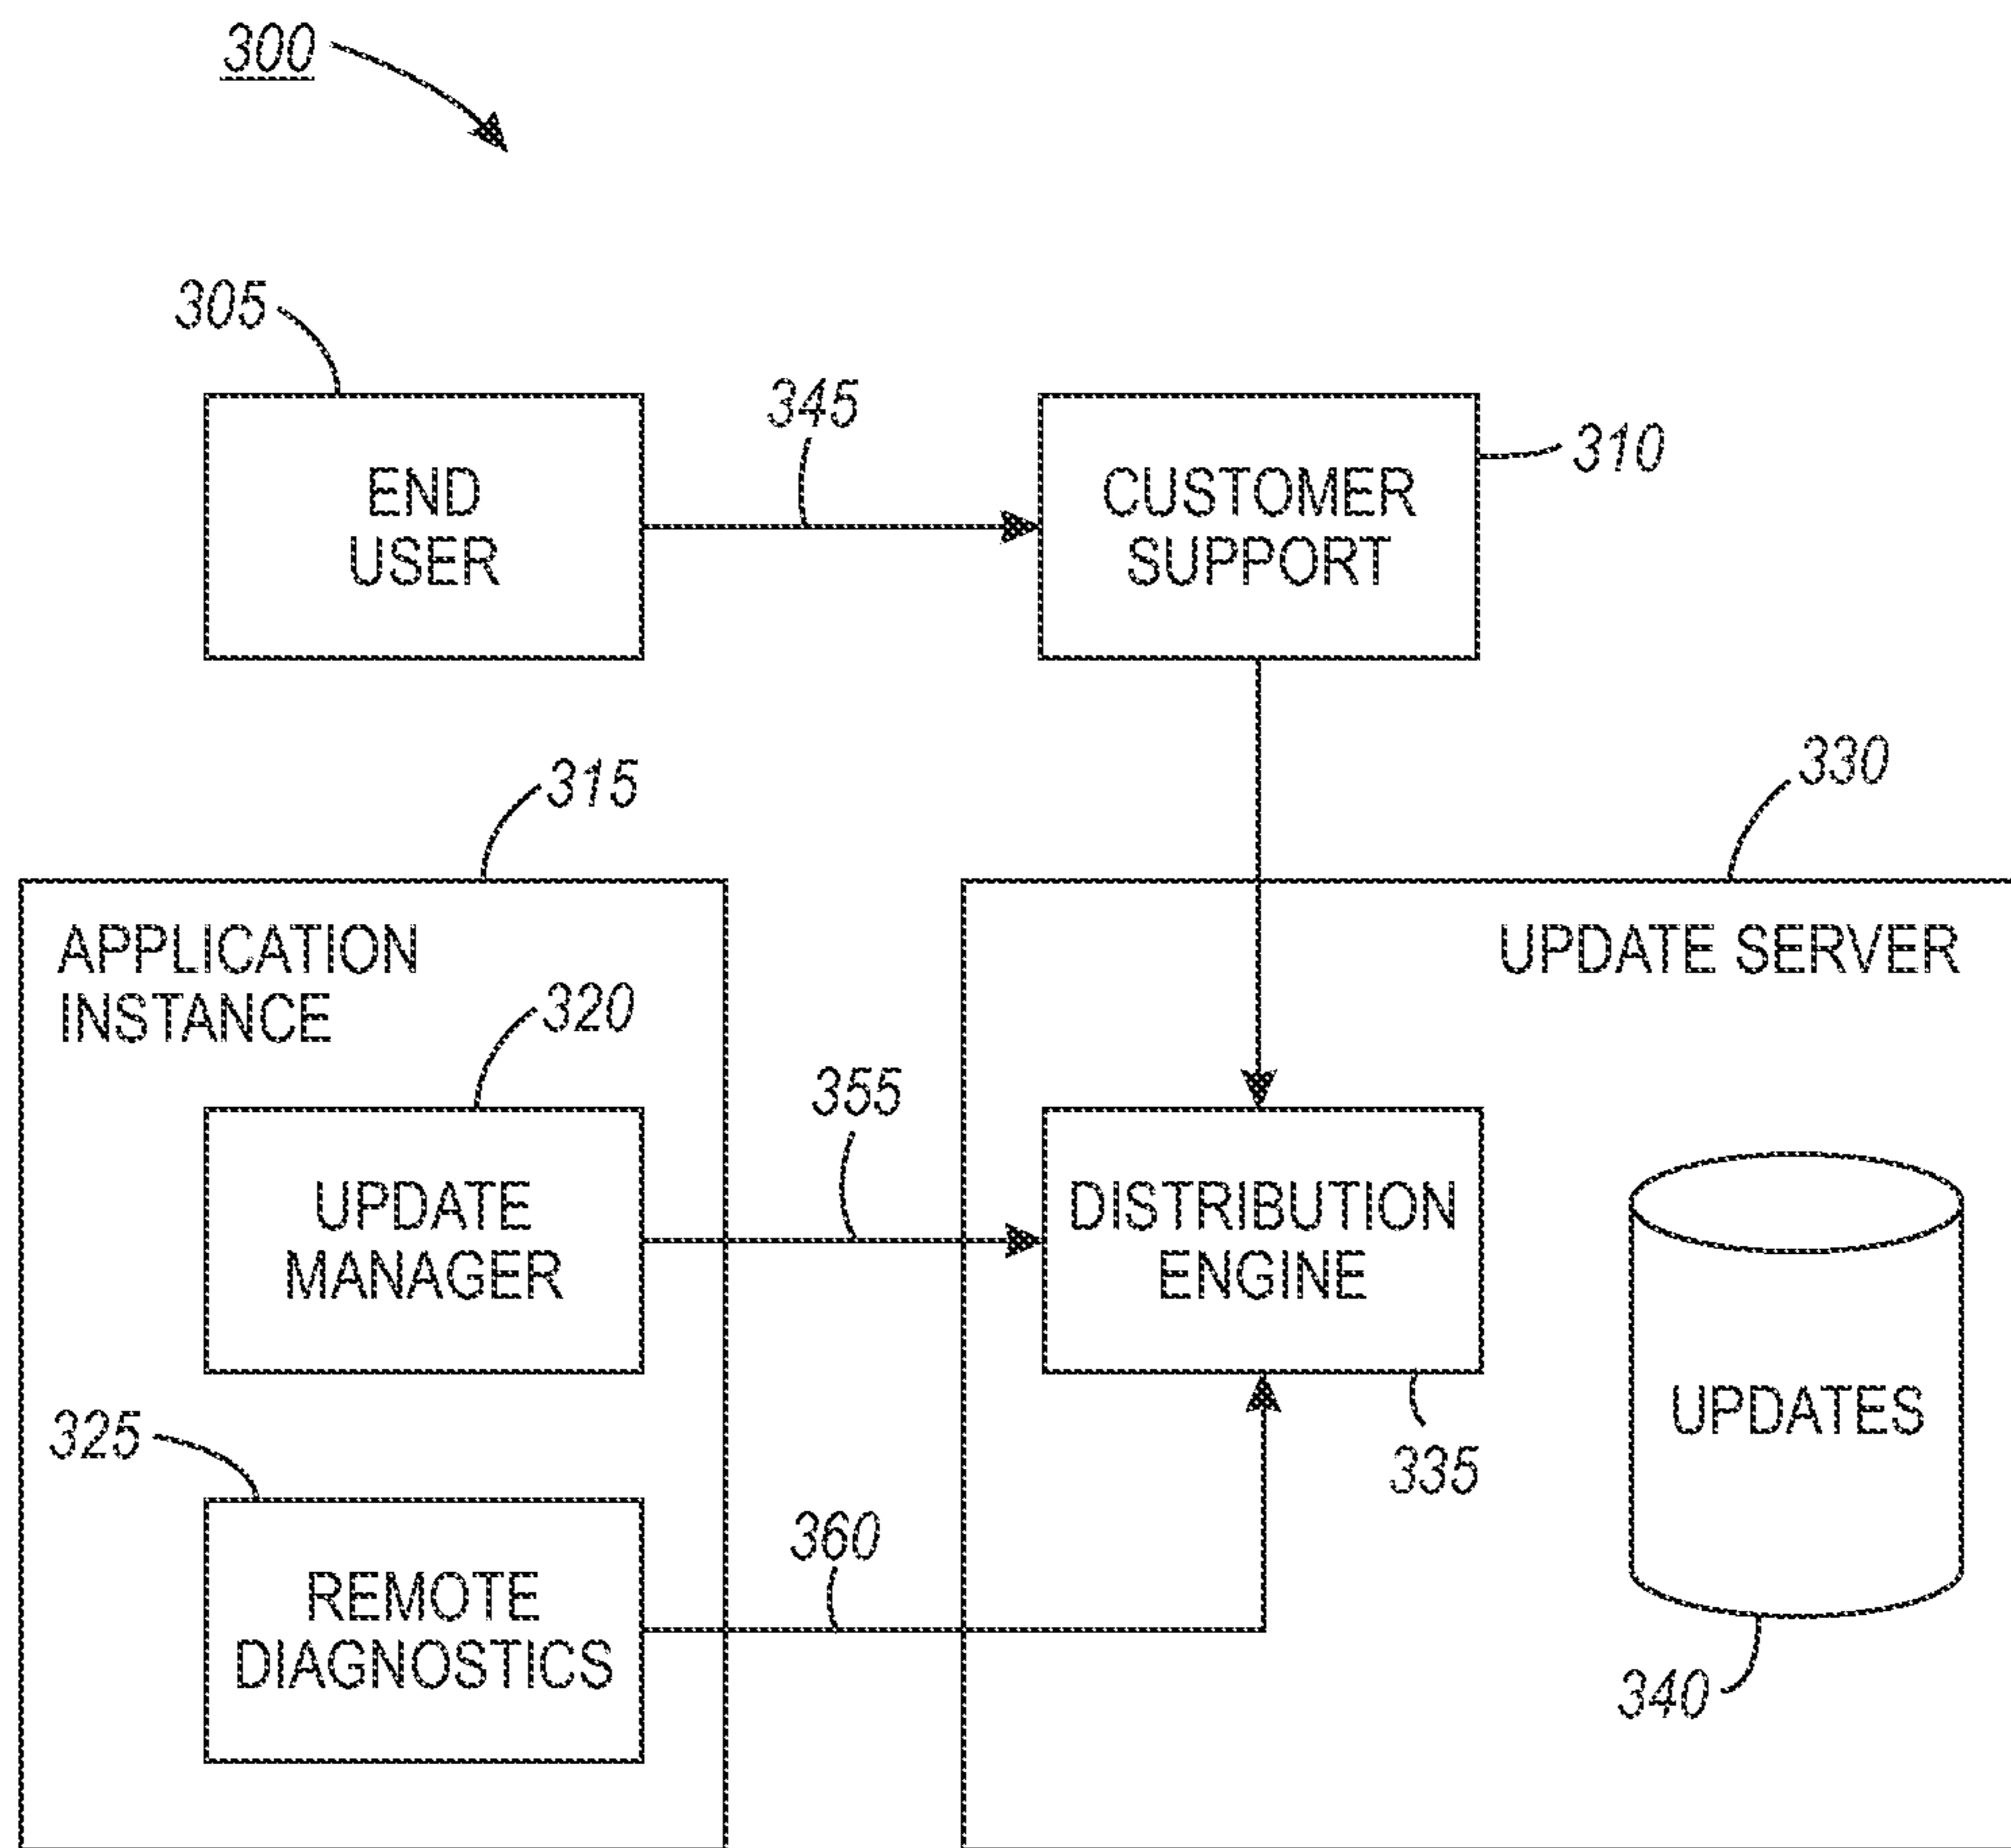 300
305
345
310
END
USER
CUSTOMER
SUPPORT
315
330
APPLICATION
INSTANCE
UPDATE SERVER
320
355
UPDATE
MANAGER
DISTRIBUTION
ENGINE
UPDATES
325
335
360
REMOTE
DIAGNOSTICS
340